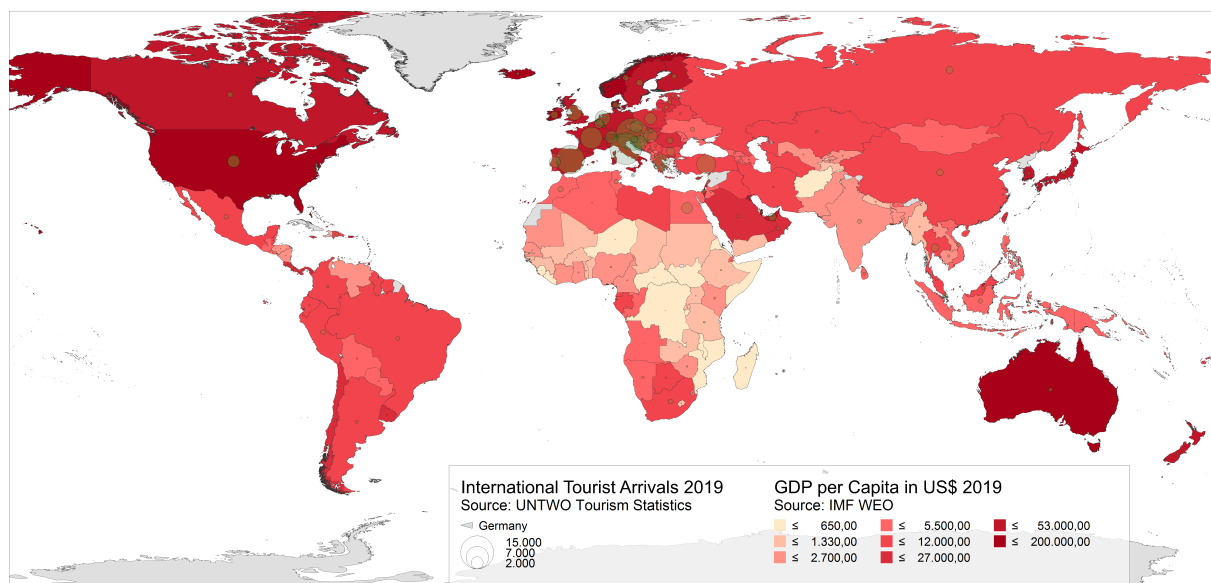 International Tourist Arrivals 2019
Source: UNTWO Tourism Statistics
Germany
15.000
7.000
2.000
GDP per Capita in US$ 2019
Source: IMF WEO
≤ 650,00
≤ 1.330,00
≤ 2.700,00
≤ 5.500,00
≤ 12.000,00
≤ 27.000,00
≤ 53.000,00
≤ 200.000,00